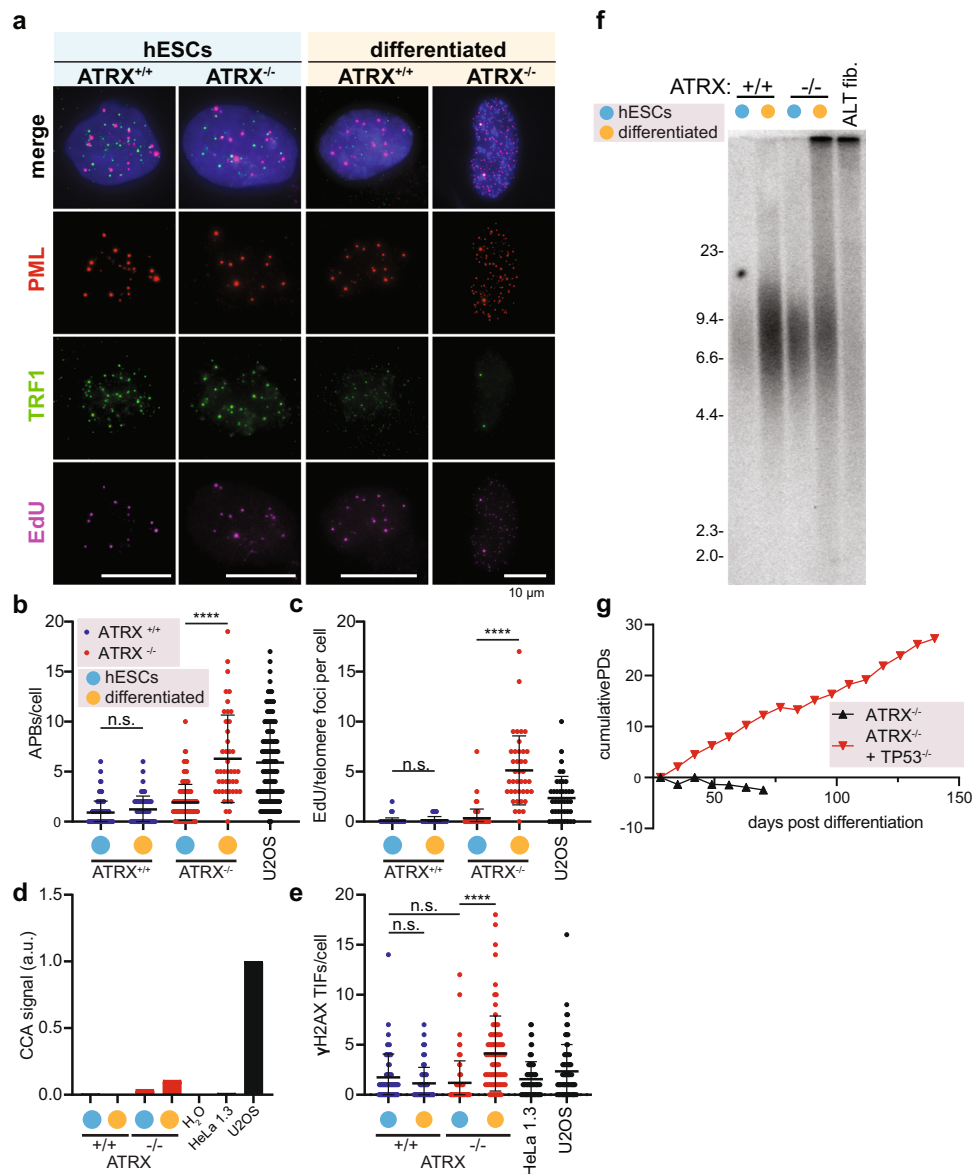 a
hESCs
differentiated
ATRX+/+
ATRX-/-
ATRX+/+
ATRX-/-
merge
PML
TRF1
EdU
10 µm
b
20
15
10
5
0
APBs/cell
ATRX +/+
ATRX -/-
hESCs
differentiated
n.s.
****
ATRX+/+
ATRX-/-
U2OS
c
20
15
10
5
0
EdU/telomere foci per cell
n.s.
****
ATRX+/+
ATRX-/-
U2OS
d
1.5
1.0
0.5
0.0
CCA signal (a.u.)
H2O
HeLa 1.3
U2OS
+/+
-/-
ATRX
e
20
15
10
5
0
γH2AX TIFs/cell
n.s.
n.s.
****
+/+
-/-
ATRX
HeLa 1.3
U2OS
f
ATRX:
+/+
-/-
ALT fib.
hESCs
differentiated
23-
9.4-
6.6-
4.4-
2.3-
2.0-
g
30
20
10
0
-10
cumulativePDs
50
100
150
days post differentiation
ATRX-/-
ATRX-/-
+ TP53-/-